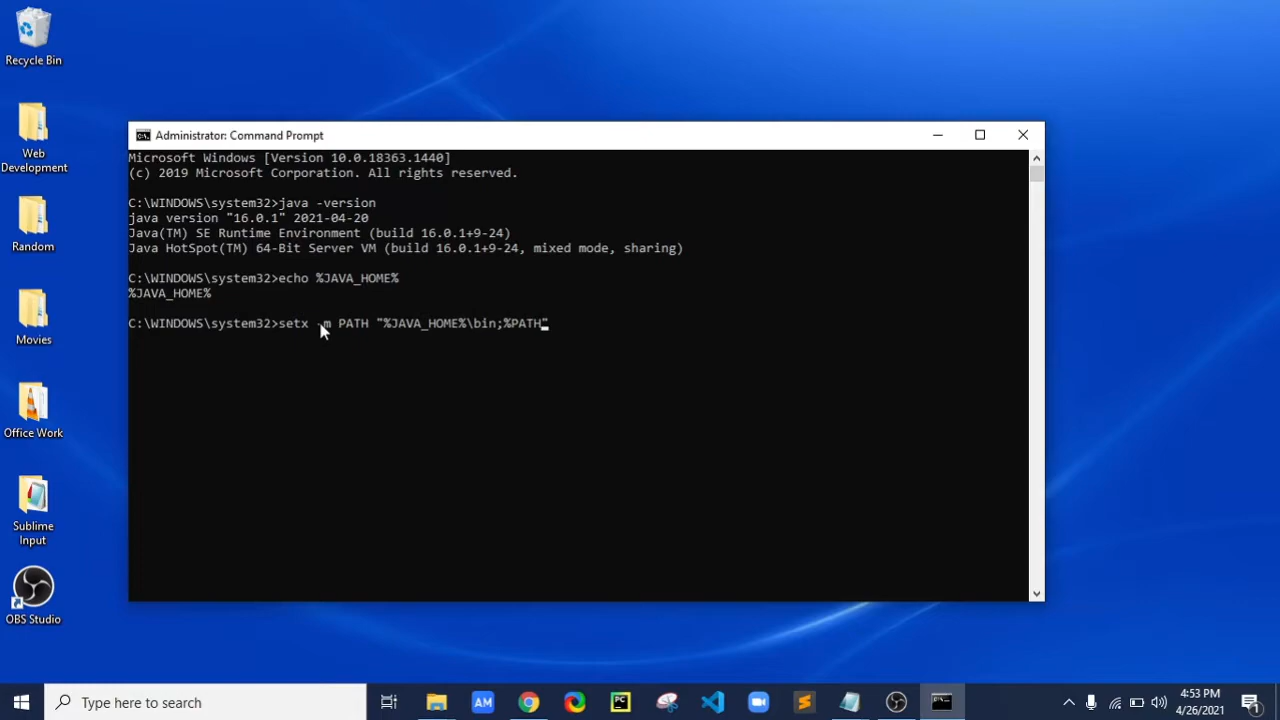 Recycle Bin
Web
Development
Random
Movies
Office Work
Sublime
Input
OBS Studio
Administrator: Command Prompt
Microsoft Windows [Version 10.0.18363.1440]
(c) 2019 Microsoft Corporation. All rights reserved.
C:\WINDOWS\system32>java -version
java version "16.0.1" 2021-04-20
Java(TM) SE Runtime Environment (build 16.0.1+9-24)
Java HotSpot(TM) 64-Bit Server VM (build 16.0.1+9-24, mixed mode, sharing)
C:\WINDOWS\system32>echo %JAVA_HOME%
%JAVA_HOME%
C:\WINDOWS\system32>setx -m PATH "%JAVA_HOME%\bin;%PATH"
Type here to search
AM
PC
4:53 PM
4/26/2021
1